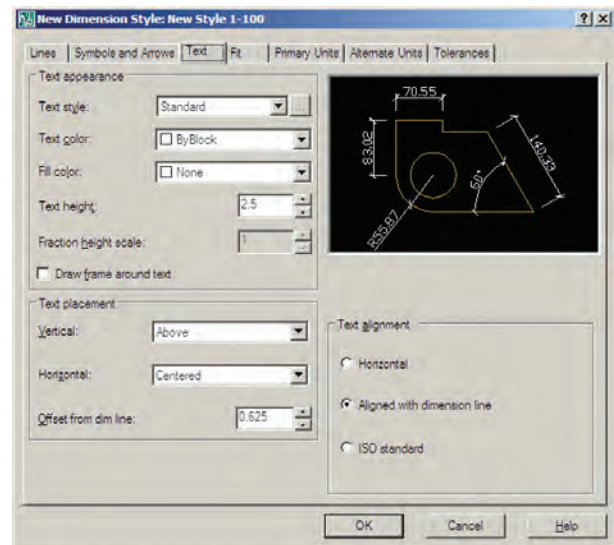 New Dimension Style: New Style 1-100
Lines Symbols and Arrows Text Fit Primary Units Alternate Units Tolerances
Text appearance
Text style: Standard ...
Text color: ByBlock
Fill color: None
Text height: 2.5
Fraction height scale: 1
Draw frame around text
70.55
83.02
140.33
60°
R55.87
Text placement
Vertical: Above
Horizontal: Centered
Offset from dim line: 0.625
Text alignment
Horizontal
Aligned with dimension line
ISO standard
OK Cancel Help